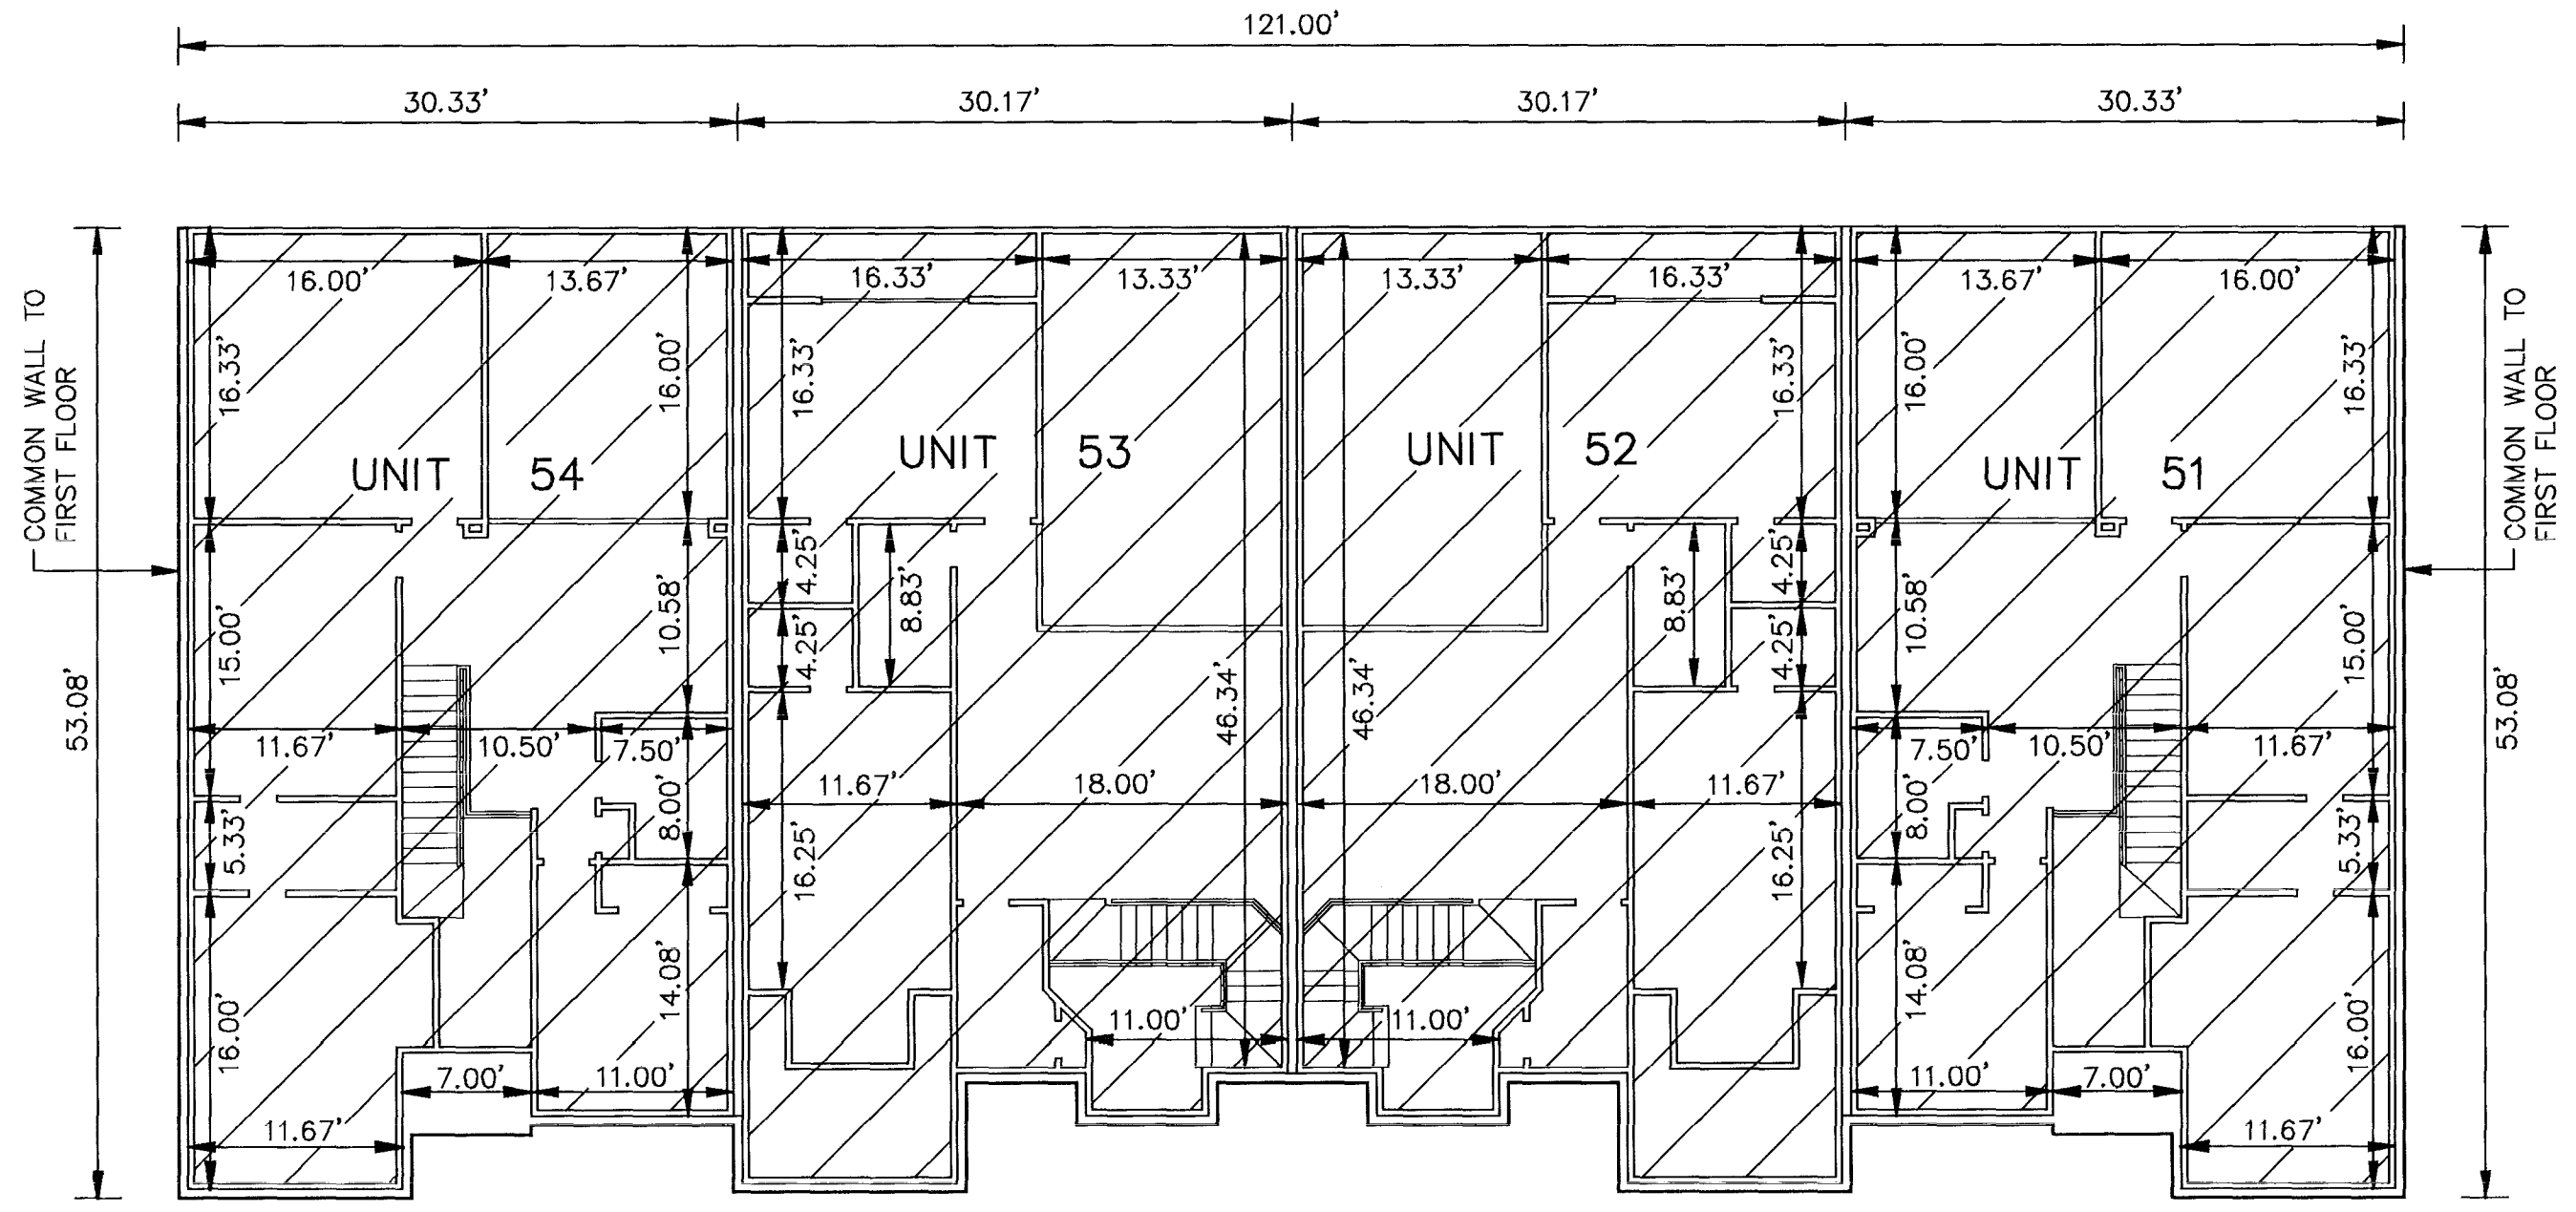 121.00'
30.33' 30.17' 30.17' 30.33'
16.00' 13.67' 16.33' 13.33' 13.33' 16.33' 13.67' 16.00'
COMMON WALL TO
FIRST FLOOR
COMMON WALL TO
FIRST FLOOR
16.33' 16.00' 16.33' 16.33' 16.00' 16.33'
UNIT 54
UNIT 53
UNIT 52
UNIT 51
4.25' 4.25'
15.00' 10.58' 8.83' 8.83' 10.58' 15.00'
4.25' 4.25'
53.08' 46.34' 46.34' 53.08'
11.67' 10.50' 7.50' 7.50' 10.50' 11.67'
11.67' 18.00' 18.00' 11.67'
5.33' 8.00' 16.25' 16.25' 8.00' 5.33'
16.00' 14.08' 11.00' 11.00' 14.08' 16.00'
7.00' 11.00' 11.00' 7.00'
11.67' 11.67'